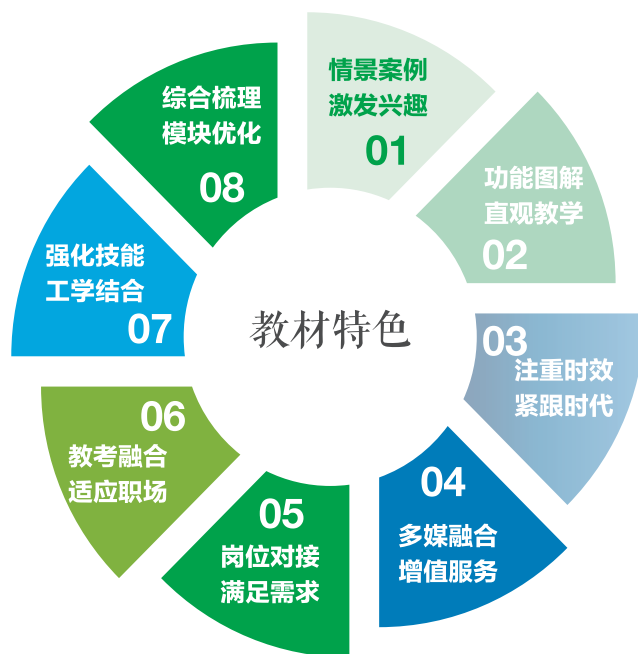 教材特色
情景案例
激发兴趣
01
功能图解
直观教学
02
03
注重时效
紧跟时代
04
多媒融合
增值服务
05
岗位对接
满足需求
06
教考融合
适应职场
强化技能
工学结合
07
综合梳理
模块优化
08